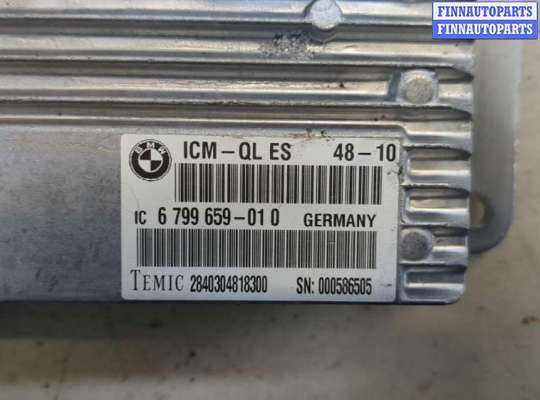 FINNAUTOPARTS
FINNAUTOPARTS
BMW
ICM-QL ES 48-10
IC 6 799 659-01 0 GERMANY
TEMIC 2840304818300 SN: 000586505